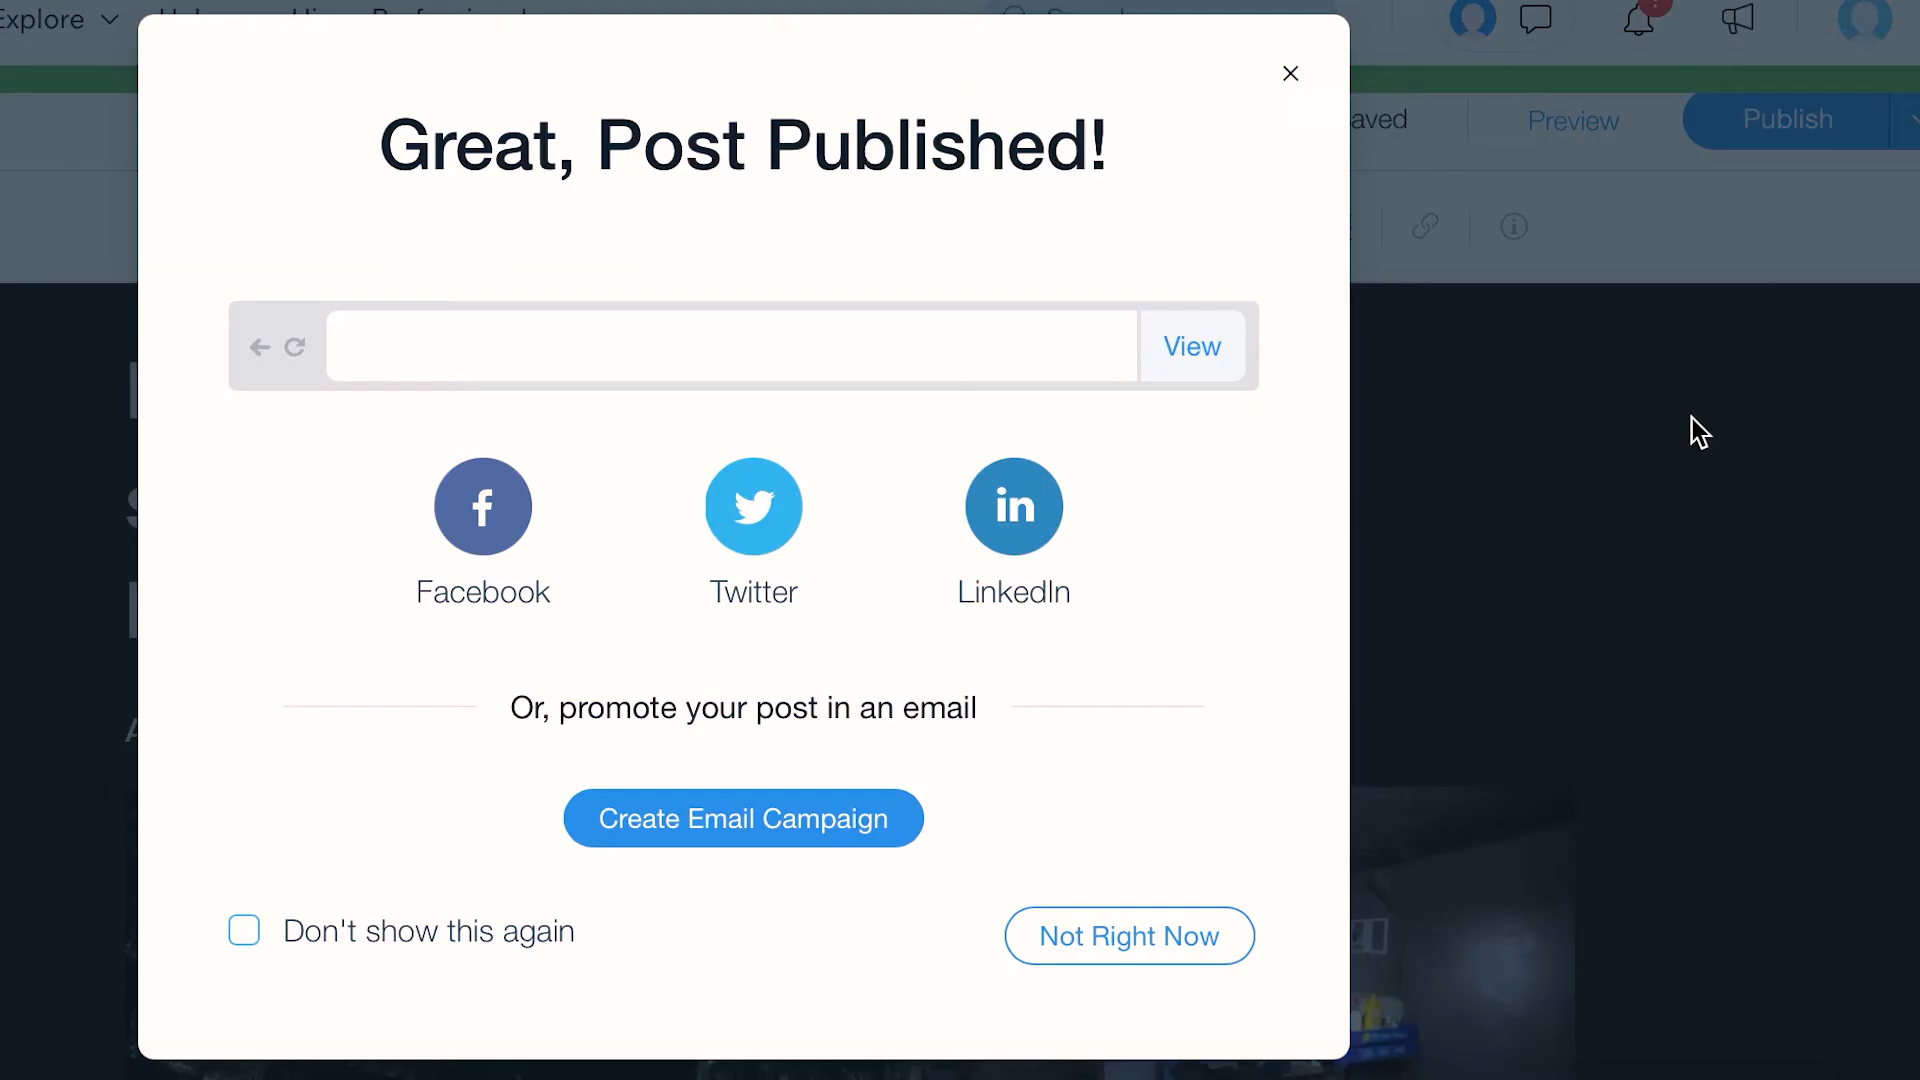 Explore
Great, Post Published!
aved
Preview
Publish
View
Facebook
Twitter
LinkedIn
Or, promote your post in an email
Create Email Campaign
Don't show this again
Not Right Now